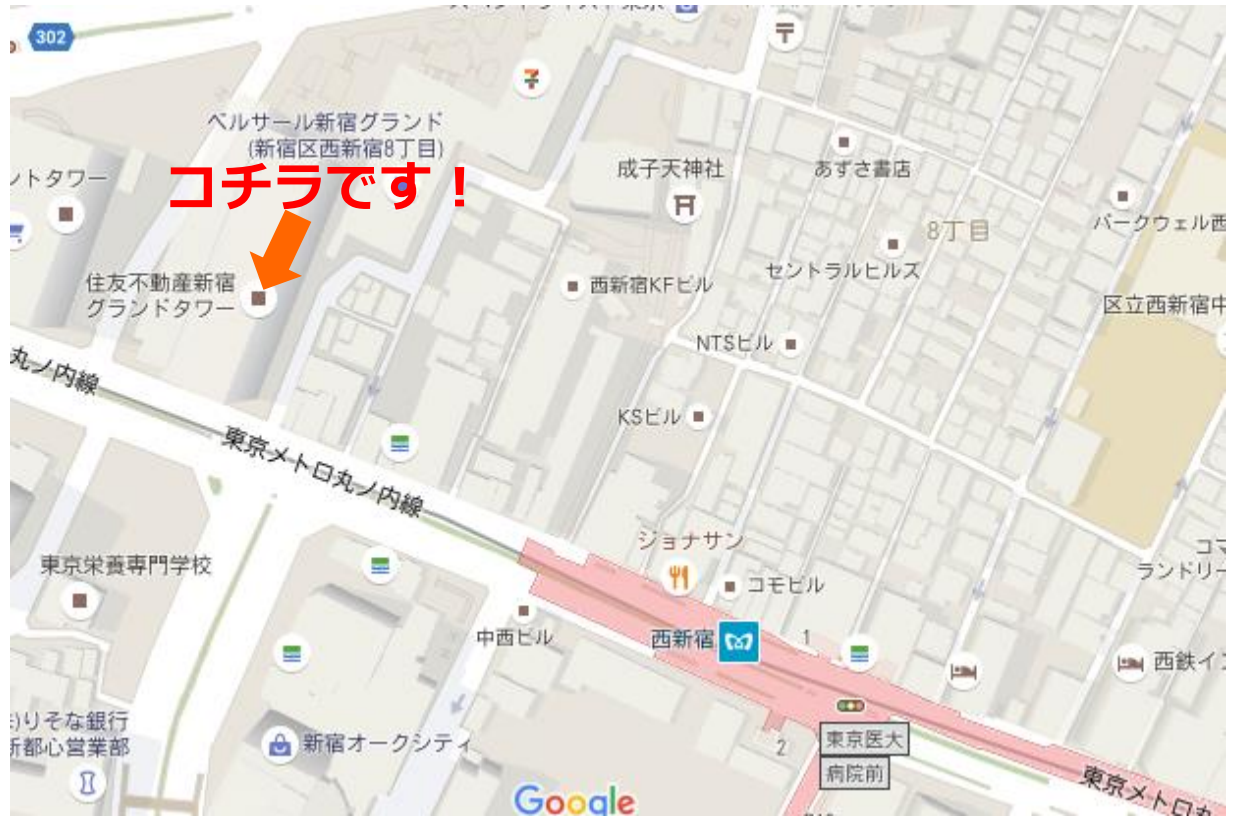 302
ベルサール新宿グランド
(新宿区西新宿8丁目)
コチラです！
ントタワー
住友不動産新宿
グランドタワー
成子天神社
あずさ書店
8丁目
パークウェル西
セントラルヒルズ
西新宿KFビル
区立西新宿中
NTSビル
丸ノ内線
KSビル
東京メトロ丸ノ内線
ジョナサン
コモビル
東京栄養専門学校
コマ
ランドリー
中西ビル
西新宿
1
西鉄イン
りそな銀行
新都心営業部
新宿オークシティ
2
東京医大
病院前
東京メトロ丸
Google